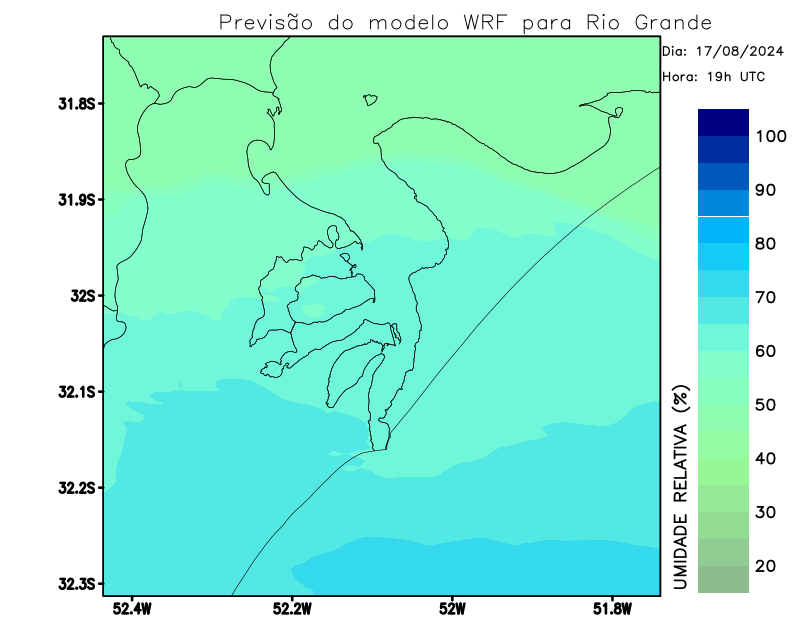 Previsão do modelo WRF para Rio Grande
Dia: 17/08/2024
Hora: 19h UTC
31.8S
31.9S
32S
32.1S
32.2S
32.3S
52.4W
52.2W
52W
51.8W
UMIDADE RELATIVA (%)
100
90
80
70
60
50
40
30
20